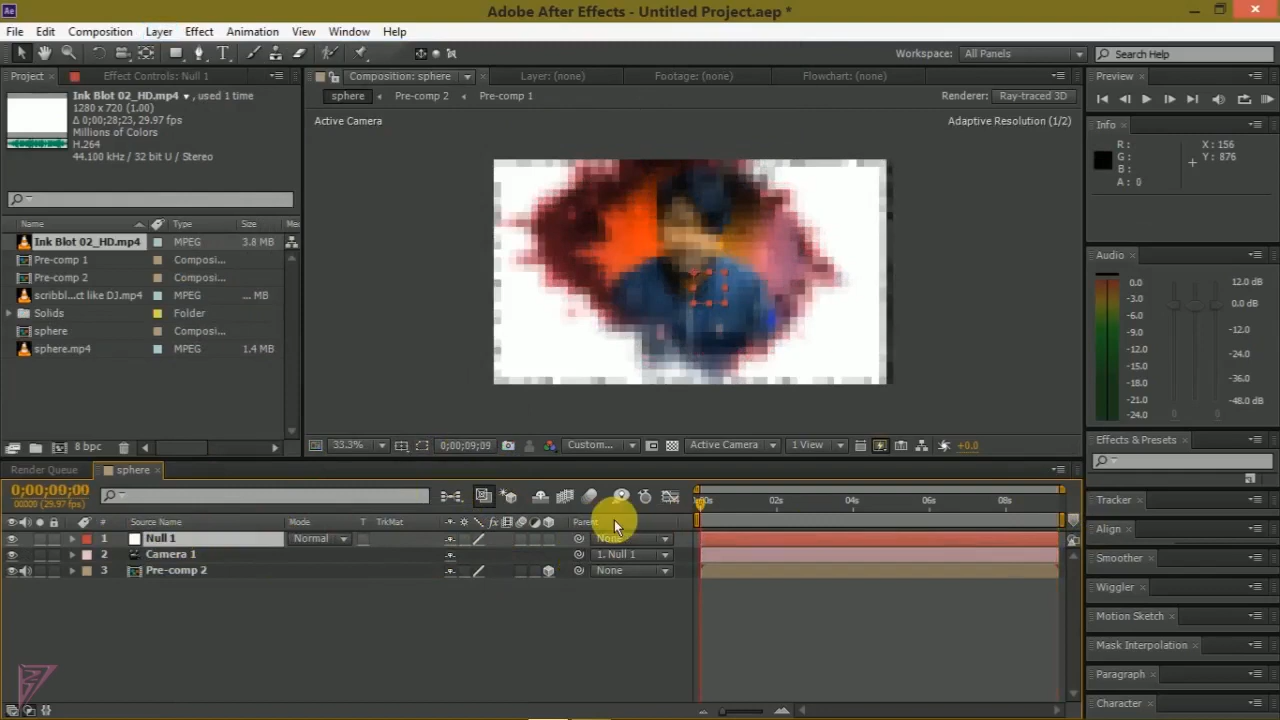 Adobe After Effects - Untitled Project.aep *
File Edit Composition Layer Effect Animation View Window Help
Workspace: All Panels Search Help
Project Effect Controls: Null 1 Composition: sphere Layer: (none) Footage: (none) Flowchart: (none) Preview
Ink Blot 02_HD.mp4 , used 1 time
1280 x 720 (1.00)
Δ 0;00;28;23, 29.97 fps
Millions of Colors
H.264
44.100 kHz / 32 bit U / Stereo
sphere Pre-comp 2 Pre-comp 1 Renderer: Ray-traced 3D
Active Camera Adaptive Resolution (1/2)
Info
R: X: 156
G: Y: 876
B:
A: 0
Name Type Size Me
Ink Blot 02_HD.mp4 MPEG 3.8 MB
Pre-comp 1 Composi...
Pre-comp 2 Composi...
scribbl...ct like DJ.mp4 MPEG ... MB
Solids Folder
sphere Composi...
sphere.mp4 MPEG 1.4 MB
Audio
0.0 12.0 dB
-3.0
-6.0 0.0 dB
-9.0
-12.0 -12.0
-15.0
-18.0 -24.0
-21.0 -36.0
-24.0 -48.0 dB
0 0
8 bpc 33.3% 0;00;09;09 Custom... Active Camera 1 View +0.0
Effects & Presets
Render Queue sphere
0;00;00;00
00000 (29.97 fps)
:00s 02s 04s 06s 08s
Source Name Mode T TrkMat Parent
1 Null 1 Normal None
2 Camera 1 1. Null 1
3 Pre-comp 2 None
Tracker
Align
Smoother
Wiggler
Motion Sketch
Mask Interpolation
Paragraph
Character